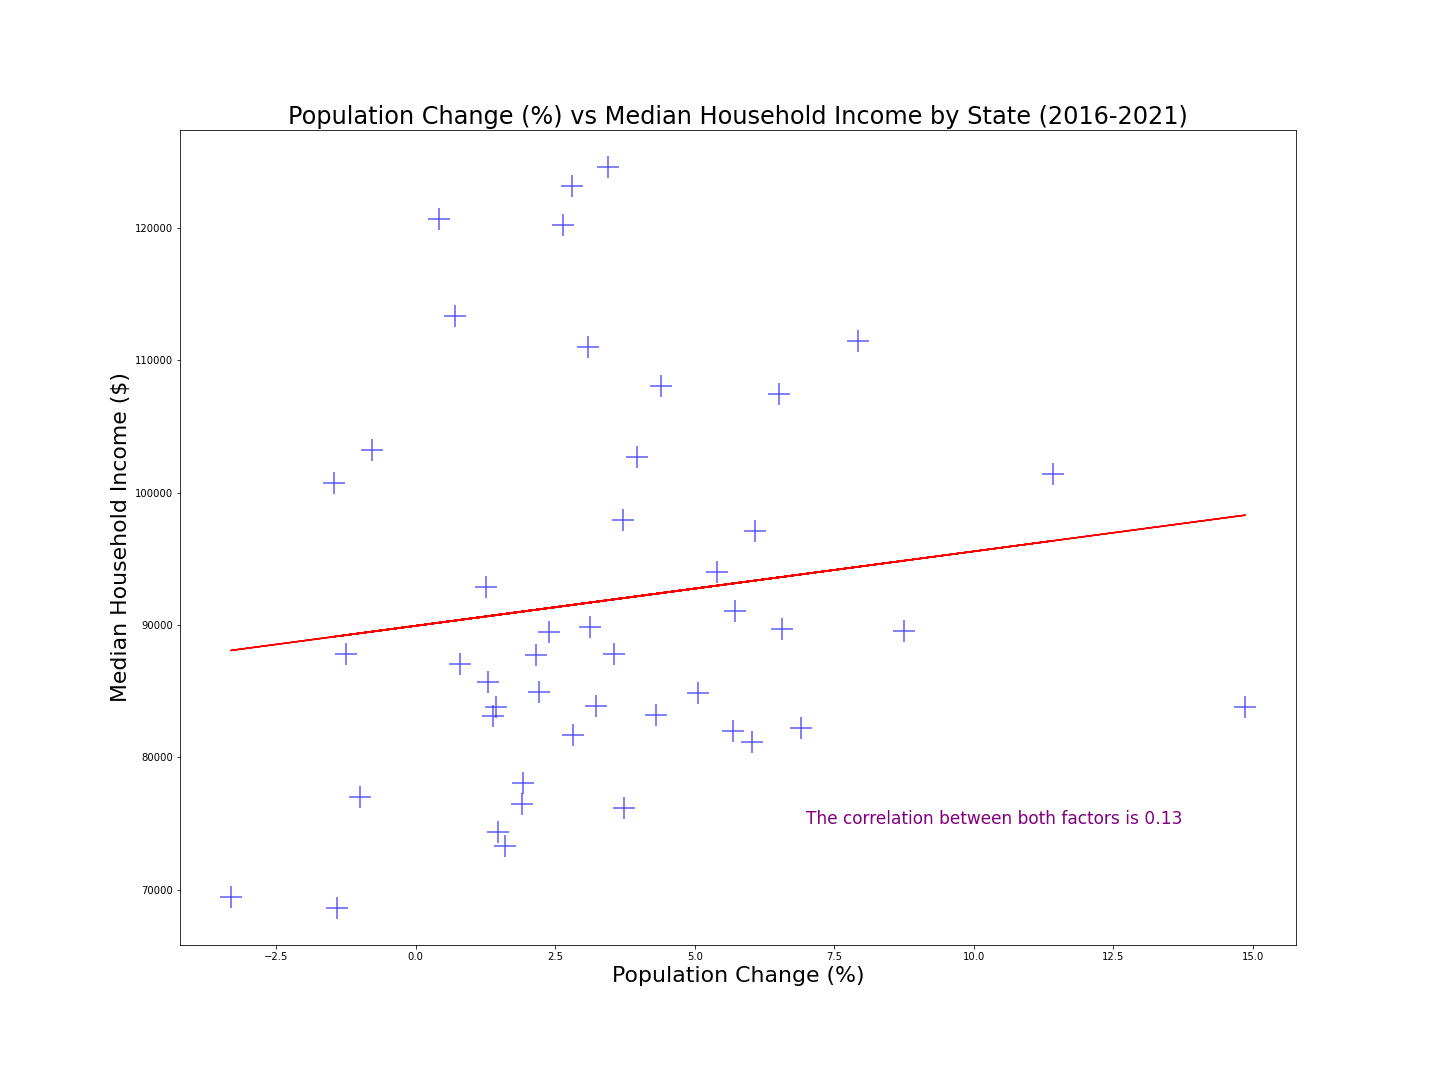 Population Change (%) vs Median Household Income by State (2016-2021)
120000
110000
100000
90000
80000
70000
Median Household Income ($)
The correlation between both factors is 0.13
−2.5 0.0 2.5 5.0 7.5 10.0 12.5 15.0
Population Change (%)